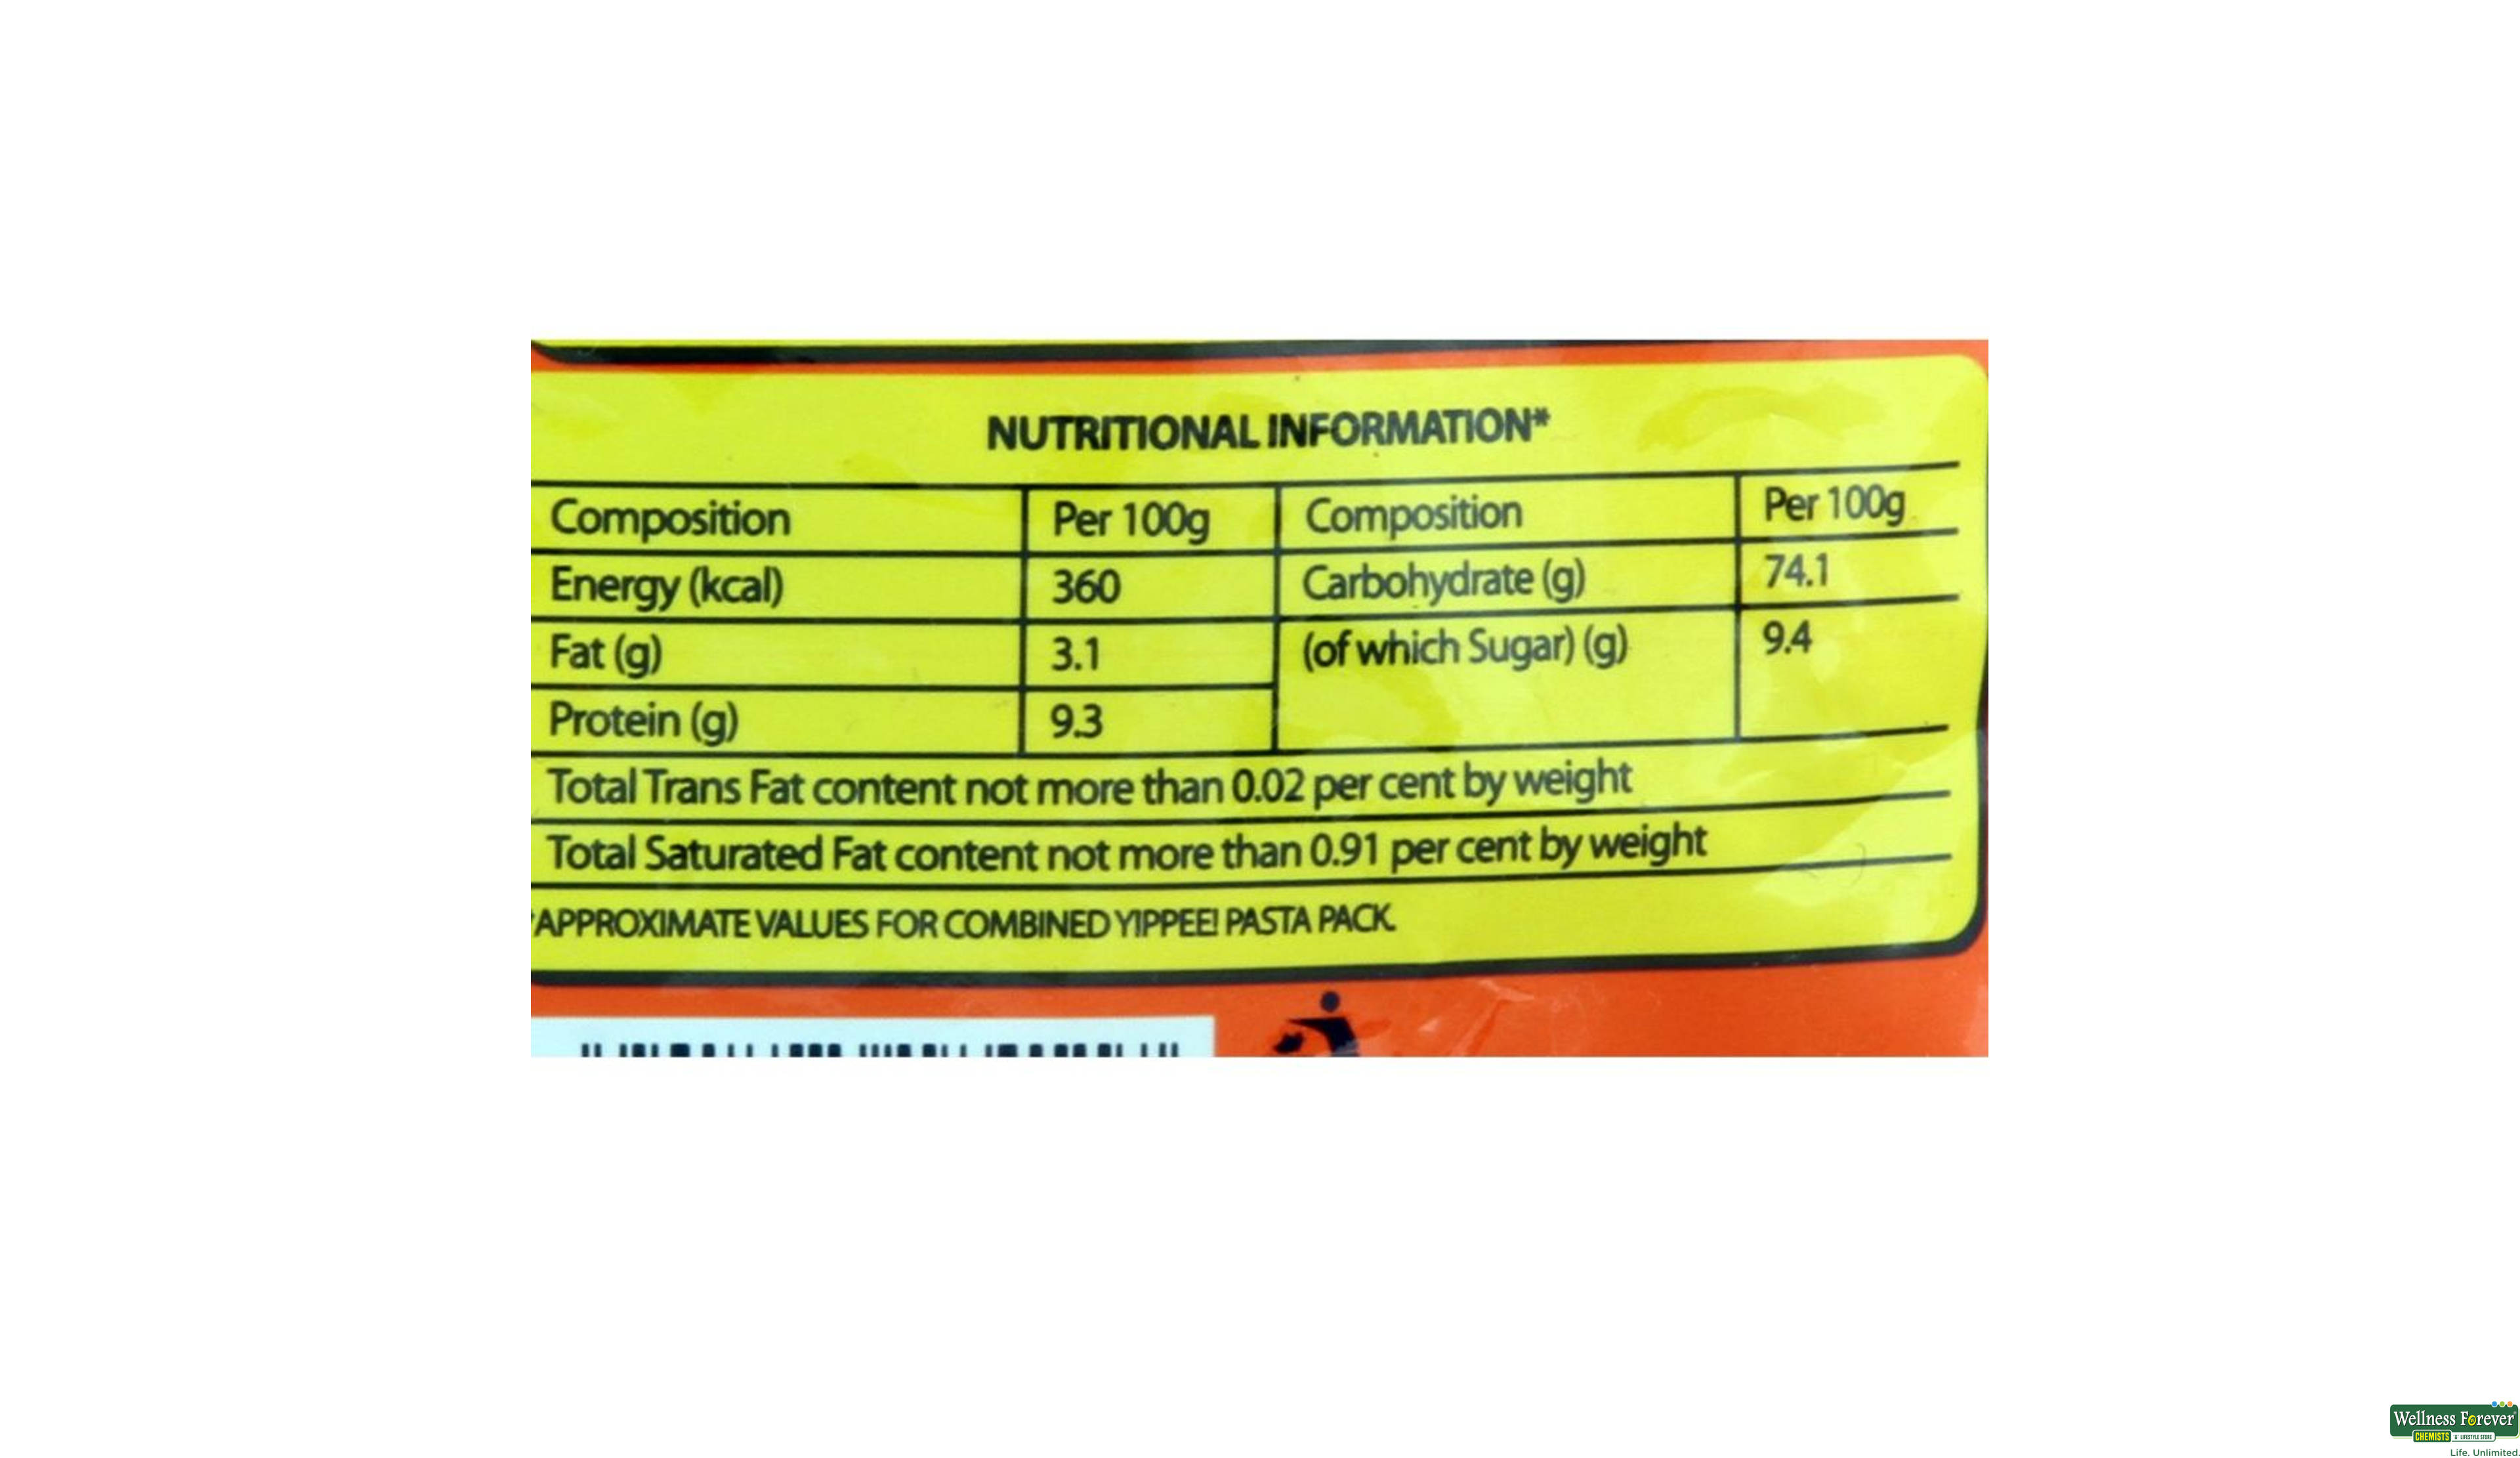 NUTRITIONAL INFORMATION*
Composition Per 100g Composition Per 100g
Energy (kcal) 360 Carbohydrate (g) 74.1
Fat (g) 3.1 (of which Sugar) (g) 9.4
Protein (g) 9.3
Total Trans Fat content not more than 0.02 per cent by weight
Total Saturated Fat content not more than 0.91 per cent by weight
*APPROXIMATE VALUES FOR COMBINED YIPPEE! PASTA PACK.
Wellness Forever
CHEMISTS 'n' LIFESTYLE STORE
Life. Unlimited.